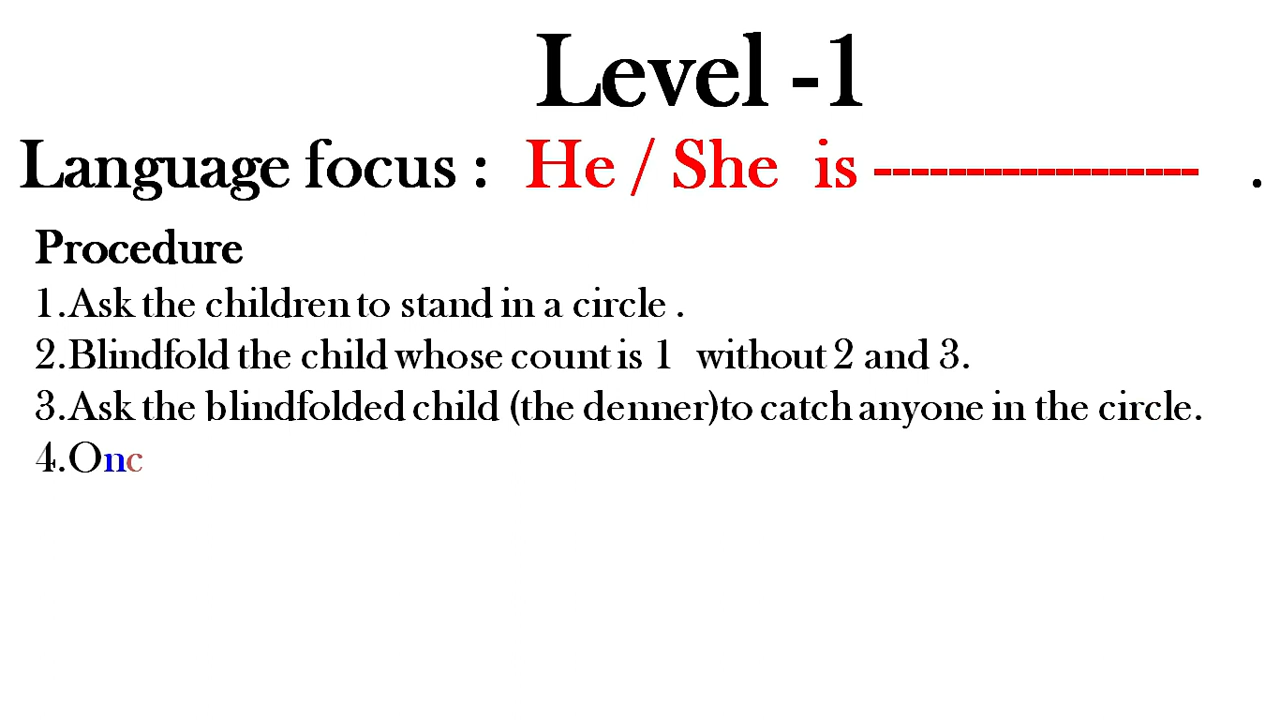 Level -1
Language focus : He / She is ------------------ .
Procedure
1.Ask the children to stand in a circle .
2.Blindfold the child whose count is 1 without 2 and 3.
3.Ask the blindfolded child (the denner)to catch anyone in the circle.
4.Onc